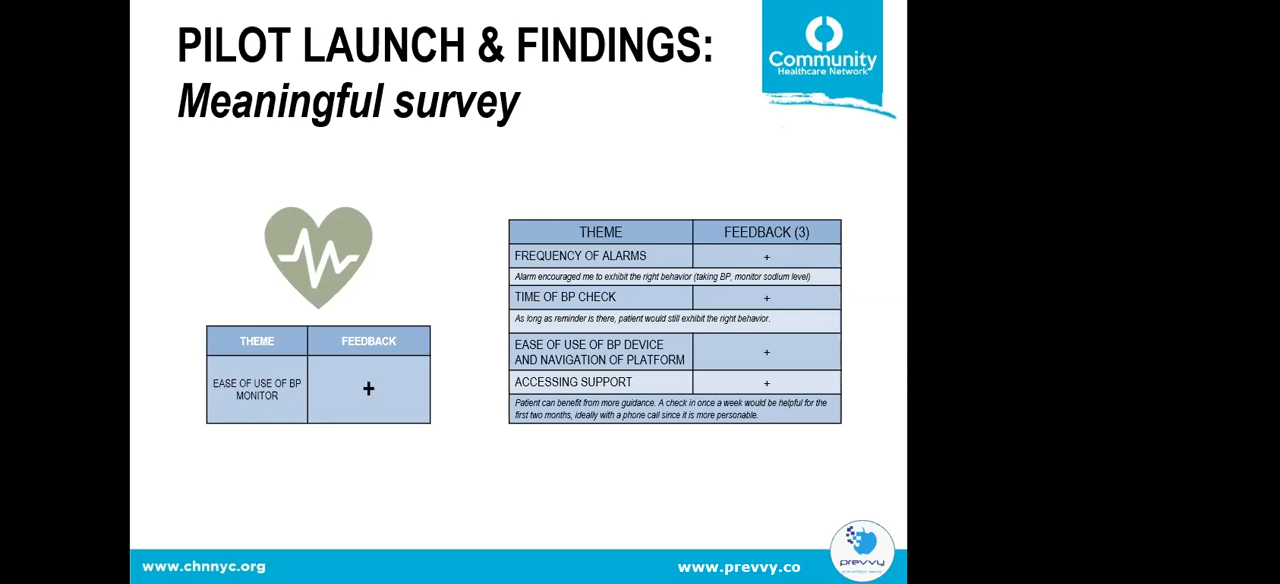 PILOT LAUNCH & FINDINGS:
Meaningful survey
Community
Healthcare Network
THEME FEEDBACK
EASE OF USE OF BP
MONITOR
+
THEME FEEDBACK (3)
FREQUENCY OF ALARMS +
Alarm encouraged me to exhibit the right behavior (taking BP, monitor sodium level)
TIME OF BP CHECK +
As long as reminder is there, patient would still exhibit the right behavior.
EASE OF USE OF BP DEVICE
AND NAVIGATION OF PLATFORM
+
ACCESSING SUPPORT +
Patient can benefit from more guidance. A check in once a week would be helpful for the
first two months, ideally with a phone call since it is more personable.
www.chnnyc.org
www.prevvy.co
prevvy